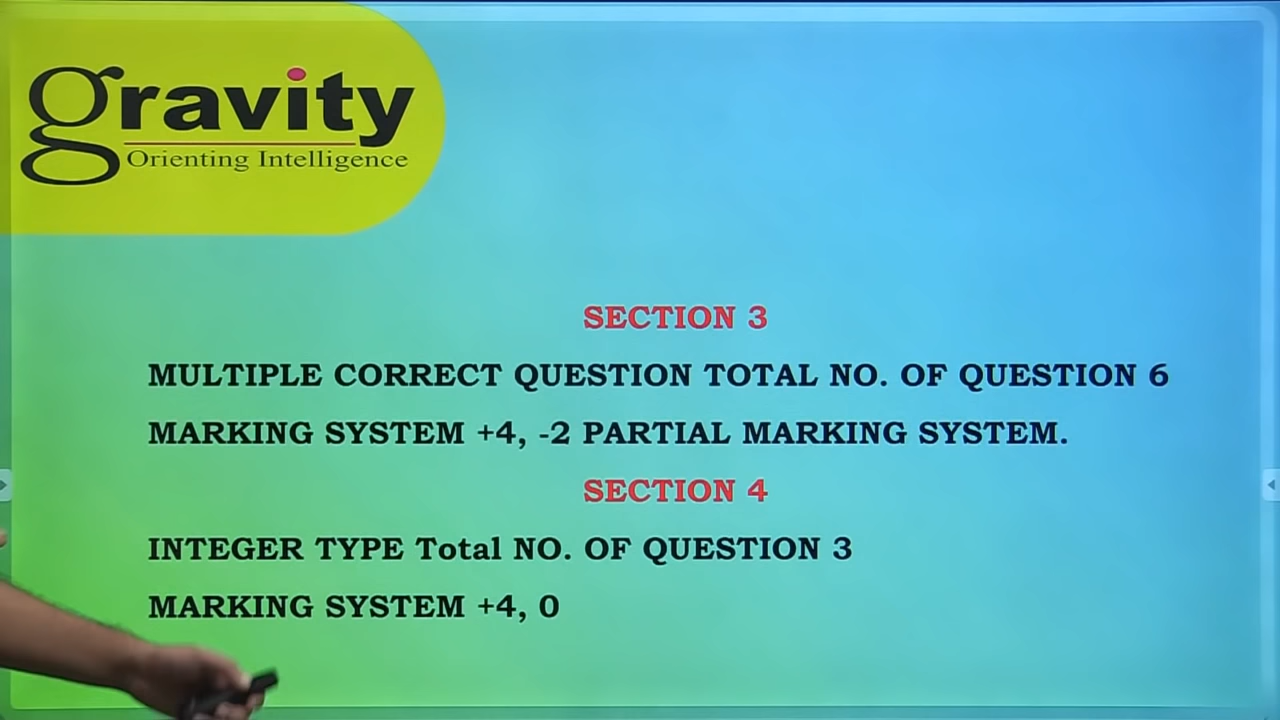 gravity
Orienting Intelligence
SECTION 3
MULTIPLE CORRECT QUESTION TOTAL NO. OF QUESTION 6
MARKING SYSTEM +4, -2 PARTIAL MARKING SYSTEM.
SECTION 4
INTEGER TYPE Total NO. OF QUESTION 3
MARKING SYSTEM +4, 0